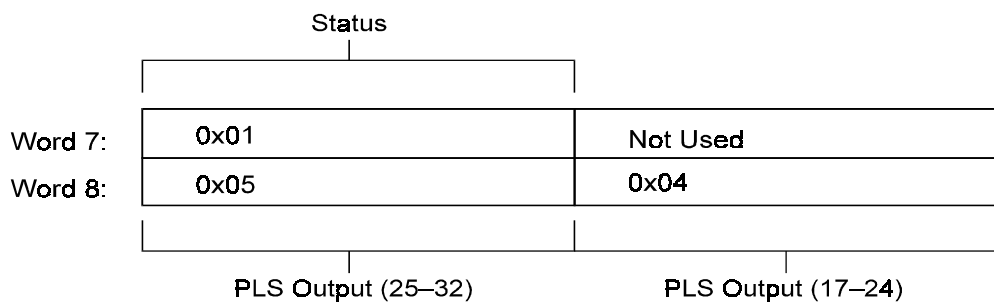 Status
Word 7: 0x01 Not Used
Word 8: 0x05 0x04
PLS Output (25–32) PLS Output (17–24)